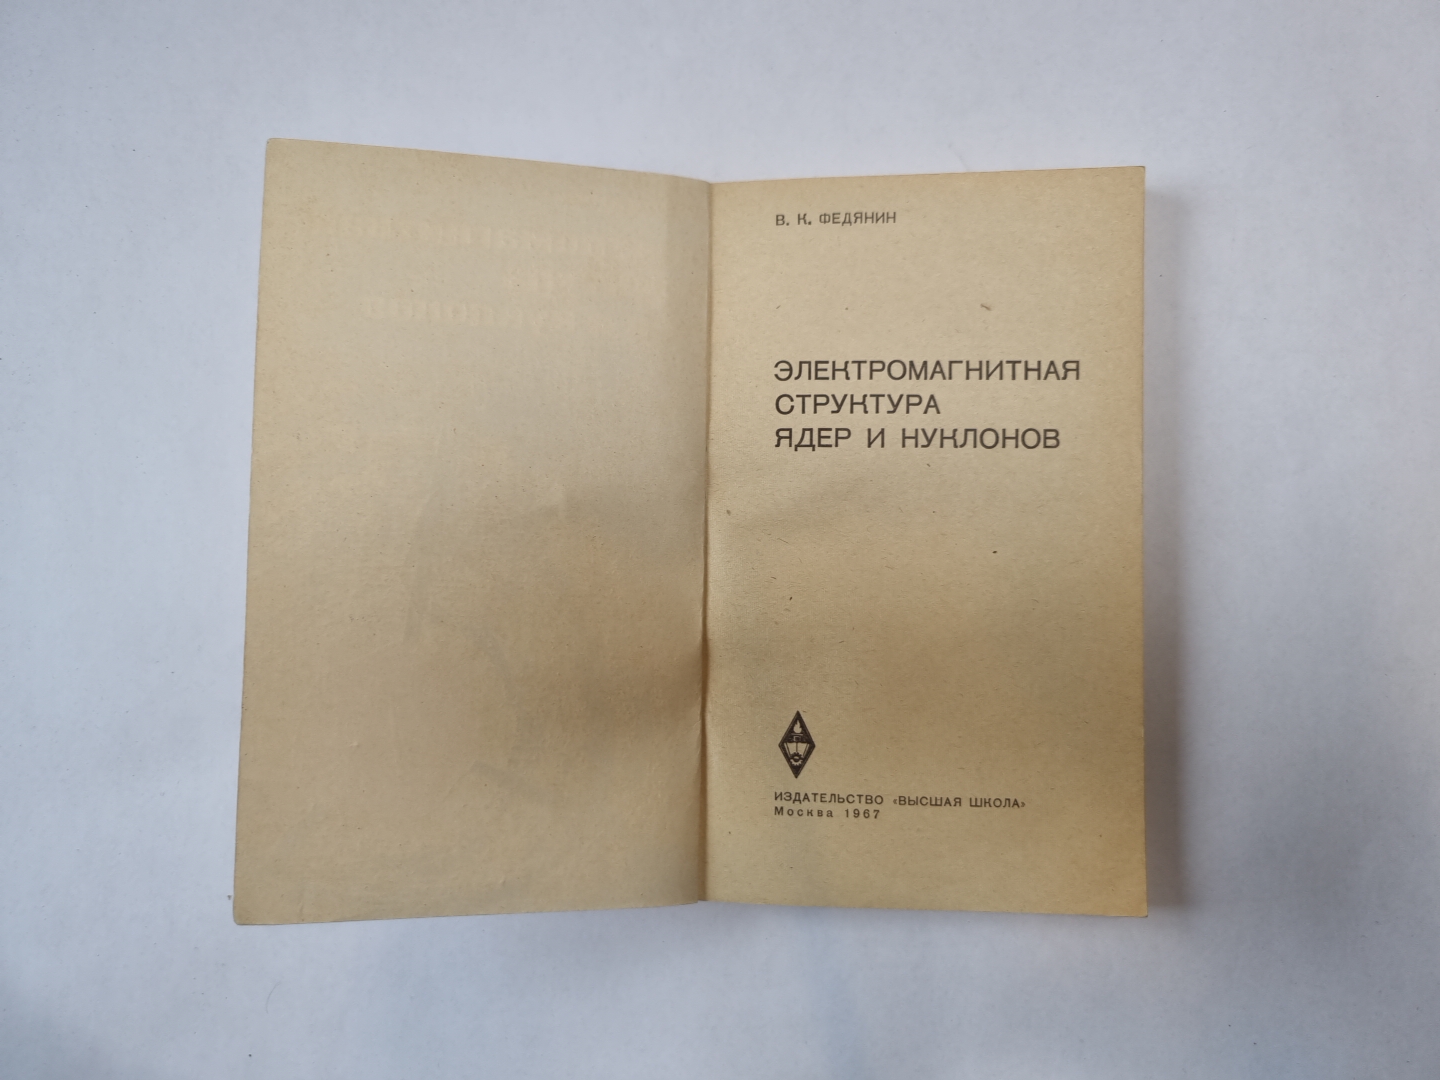 В. К. ФЕДЯНИН
ЭЛЕКТРОМАГНИТНАЯ
СТРУКТУРА
ЯДЕР И НУКЛОНОВ
ИЗДАТЕЛЬСТВО «ВЫСШАЯ ШКОЛА»
Москва 1967